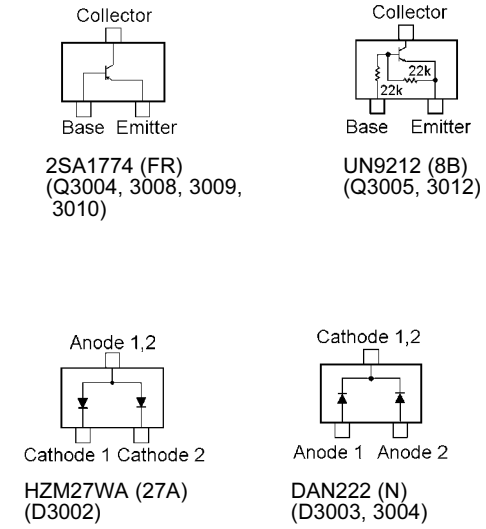 Collector
Base Emitter
2SA1774 (FR)
(Q3004, 3008, 3009,
3010)
Collector
22k
22k
Base Emitter
UN9212 (8B)
(Q3005, 3012)
Anode 1,2
Cathode 1 Cathode 2
HZM27WA (27A)
(D3002)
Cathode 1,2
Anode 1 Anode 2
DAN222 (N)
(D3003, 3004)